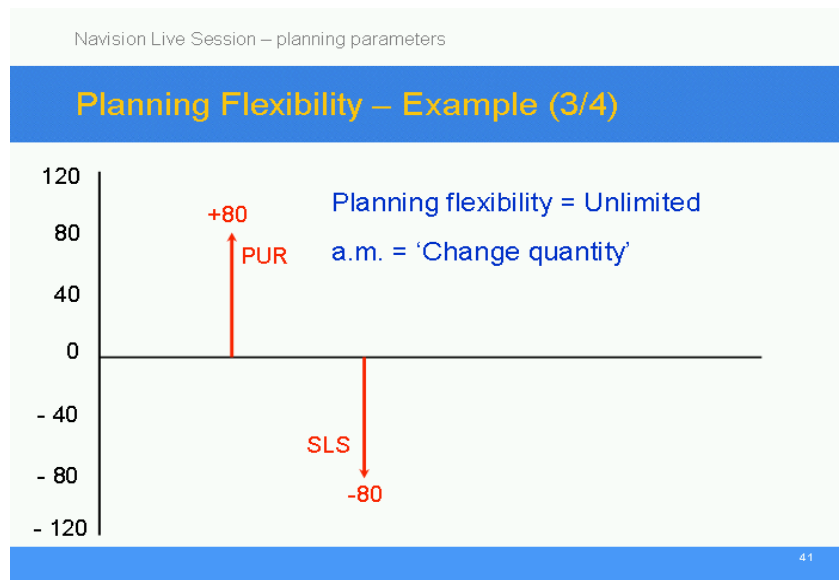 Navision Live Session – planning parameters
Planning Flexibility – Example (3/4)
120
80
40
0
- 40
- 80
- 120
+80
PUR
Planning flexibility = Unlimited
a.m. = ‘Change quantity’
SLS
-80
41